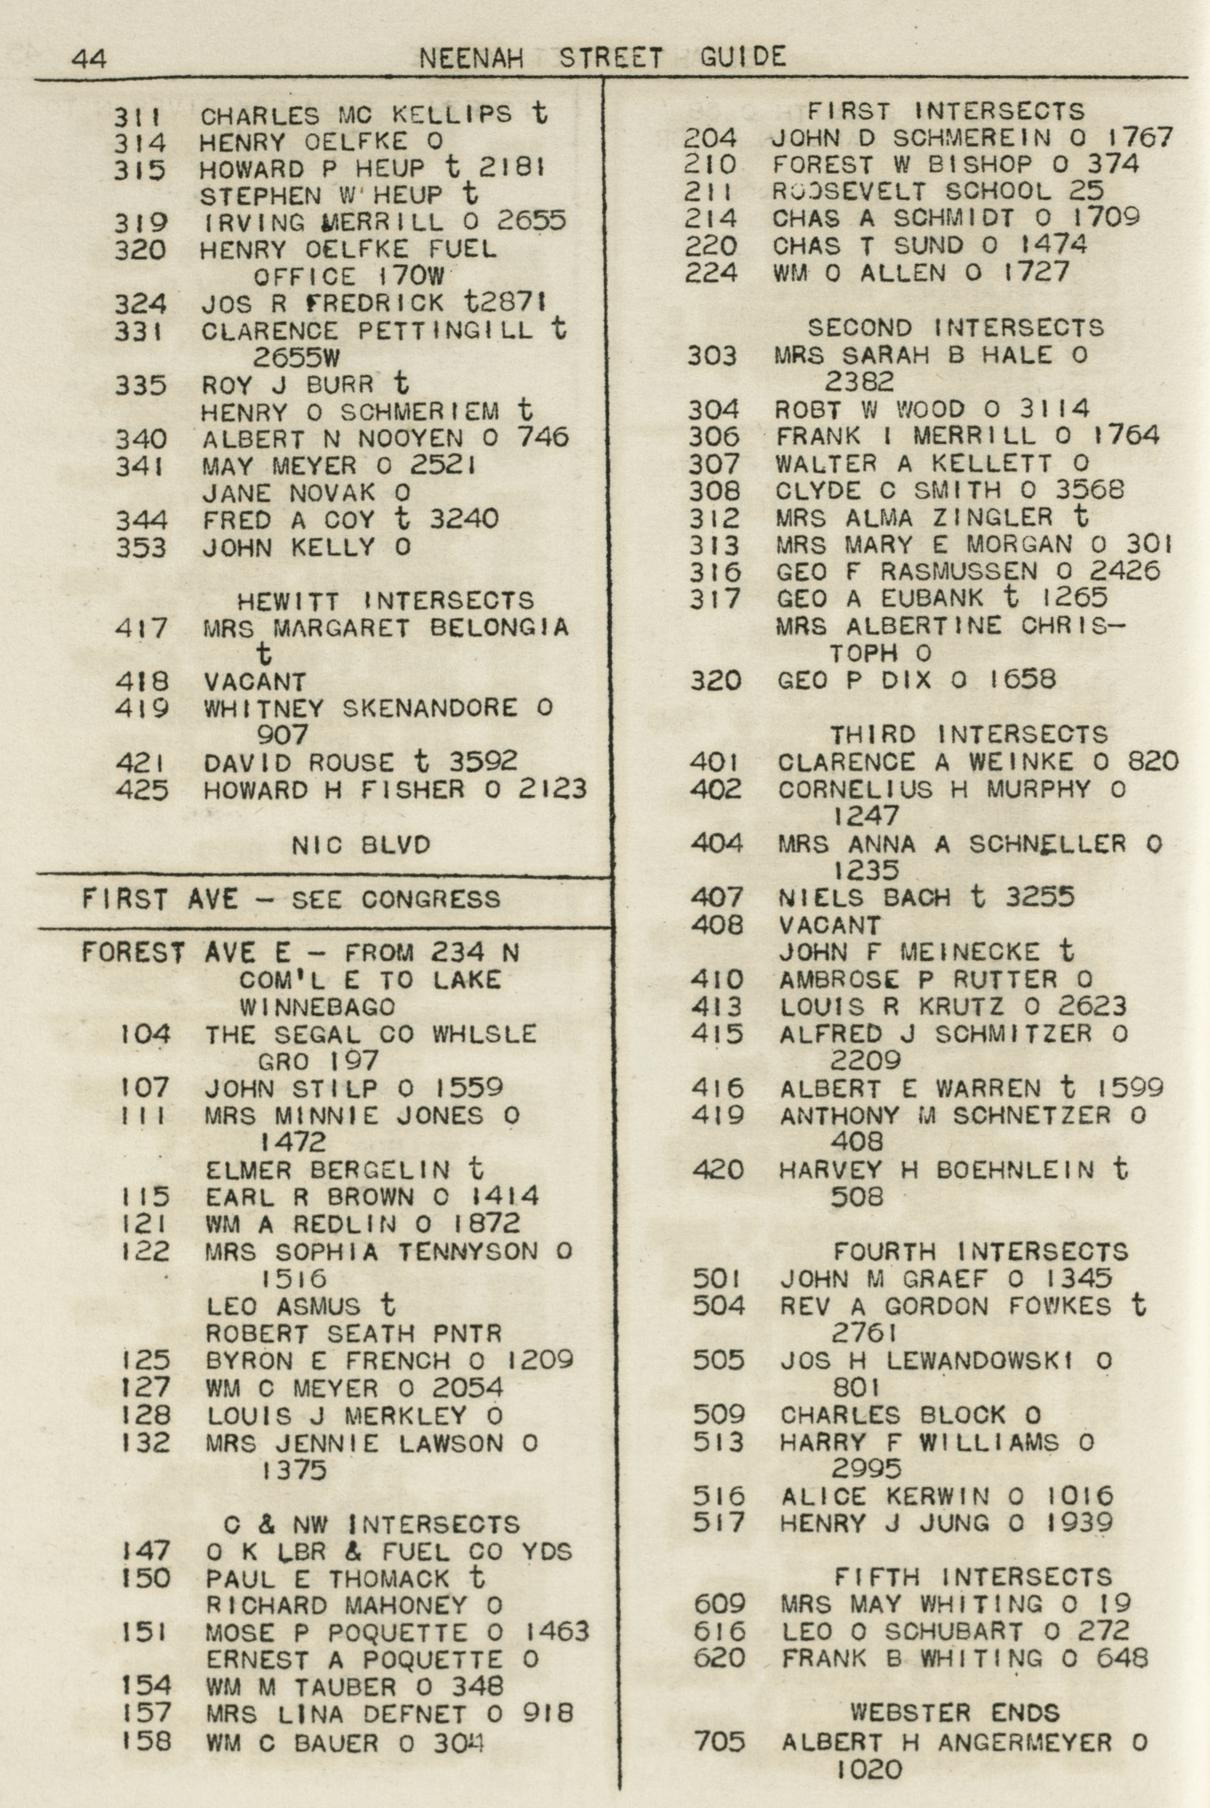 44 NEENAH STREET GUIDE
311 CHARLES MC KELLIPS t
314 HENRY OELFKE O
315 HOWARD P HEUP t 2181
STEPHEN W HEUP t
319 IRVING MERRILL O 2655
320 HENRY OELFKE FUEL
OFFICE 170W
324 JOS R FREDRICK t2871
331 CLARENCE PETTINGILL t
2655W
335 ROY J BURR t
HENRY O SCHMERIEM t
340 ALBERT N NOOYEN O 746
341 MAY MEYER O 2521
JANE NOVAK O
344 FRED A COY t 3240
353 JOHN KELLY O
HEWITT INTERSECTS
417 MRS MARGARET BELONGIA
t
418 VACANT
419 WHITNEY SKENANDORE O
907
421 DAVID ROUSE t 3592
425 HOWARD H FISHER O 2123
NIC BLVD
FIRST AVE – SEE CONGRESS
FOREST AVE E – FROM 234 N
COM'L E TO LAKE
WINNEBAGO
104 THE SEGAL CO WHLSLE
GRO 197
107 JOHN STILP O 1559
111 MRS MINNIE JONES O
1472
ELMER BERGELIN t
115 EARL R BROWN O 1414
121 WM A REDLIN O 1872
122 MRS SOPHIA TENNYSON O
1516
LEO ASMUS t
ROBERT SEATH PNTR
125 BYRON E FRENCH O 1209
127 WM C MEYER O 2054
128 LOUIS J MERKLEY O
132 MRS JENNIE LAWSON O
1375
C & NW INTERSECTS
147 O K LBR & FUEL CO YDS
150 PAUL E THOMACK t
RICHARD MAHONEY O
151 MOSE P POQUETTE O 1463
ERNEST A POQUETTE O
154 WM M TAUBER O 348
157 MRS LINA DEFNET O 918
158 WM C BAUER O
FIRST INTERSECTS
204 JOHN D SCHMEREIN O 1767
210 FOREST W BISHOP O 374
211 ROOSEVELT SCHOOL 25
214 CHAS A SCHMIDT O 1709
220 CHAS T SUND O 1474
224 WM O ALLEN O 1727
SECOND INTERSECTS
303 MRS SARAH B HALE O
2382
304 ROBT W WOOD O 3114
306 FRANK I MERRILL O 1764
307 WALTER A KELLETT O
308 CLYDE C SMITH O 3568
312 MRS ALMA ZINGLER t
313 MRS MARY E MORGAN O 301
316 GEO F RASMUSSEN O 2426
317 GEO A EUBANK t 1265
MRS ALBERTINE CHRIS–
TOPH O
320 GEO P DIX O 1658
THIRD INTERSECTS
401 CLARENCE A WEINKE O 820
402 CORNELIUS H MURPHY O
1247
404 MRS ANNA A SCHNELLER O
1235
407 NIELS BACH t 3255
408 VACANT
JOHN F MEINECKE t
410 AMBROSE P RUTTER O
413 LOUIS R KRUTZ O 2623
415 ALFRED J SCHMITZER O
2209
416 ALBERT E WARREN t 1599
419 ANTHONY M SCHNETZER O
408
420 HARVEY H BOEHNLEIN t
508
FOURTH INTERSECTS
501 JOHN M GRAEF O 1345
504 REV A GORDON FOWKES t
2761
505 JOS H LEWANDOWSKI O
801
509 CHARLES BLOCK O
513 HARRY F WILLIAMS O
2995
516 ALICE KERWIN O 1016
517 HENRY J JUNG O 1939
FIFTH INTERSECTS
609 MRS MAY WHITING O 19
616 LEO O SCHUBART O 272
620 FRANK B WHITING O 648
WEBSTER ENDS
705 ALBERT H ANGERMEYER O
1020